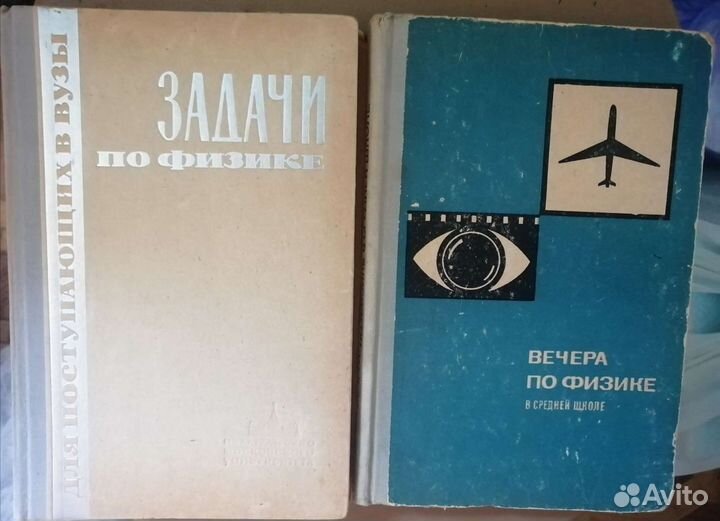 ДЛЯ ПОСТУПАЮЩИХ В ВУЗЫ
ЗАДАЧИ
ПО ФИЗИКЕ
ВЕЧЕРА
ПО ФИЗИКЕ
В СРЕДНЕЙ ШКОЛЕ
Avito